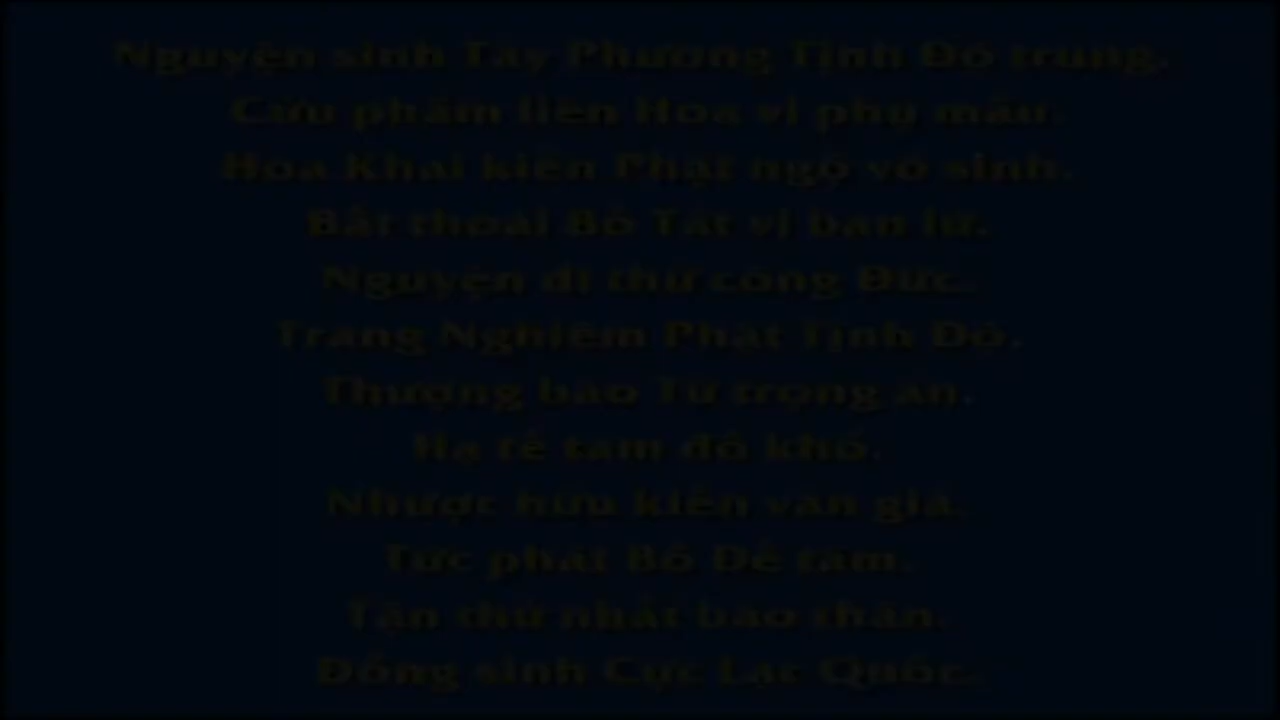 Nguyện sinh Tây Phương Tịnh Độ trung.
Cửu phẩm liên Hoa vi phụ mẫu.
Hoa Khai kiến Phật ngộ vô sinh.
Bất thoái Bồ Tát vi bạn lữ.
Nguyện dĩ thử công Đức.
Trang Nghiêm Phật Tịnh Độ.
Thượng báo Tứ trọng ân.
Hạ tế tam đồ khổ.
Nhược hữu kiến văn giả.
Tức phát Bồ Đề tâm.
Tận thử nhất báo thân.
Đồng sinh Cực Lạc Quốc.